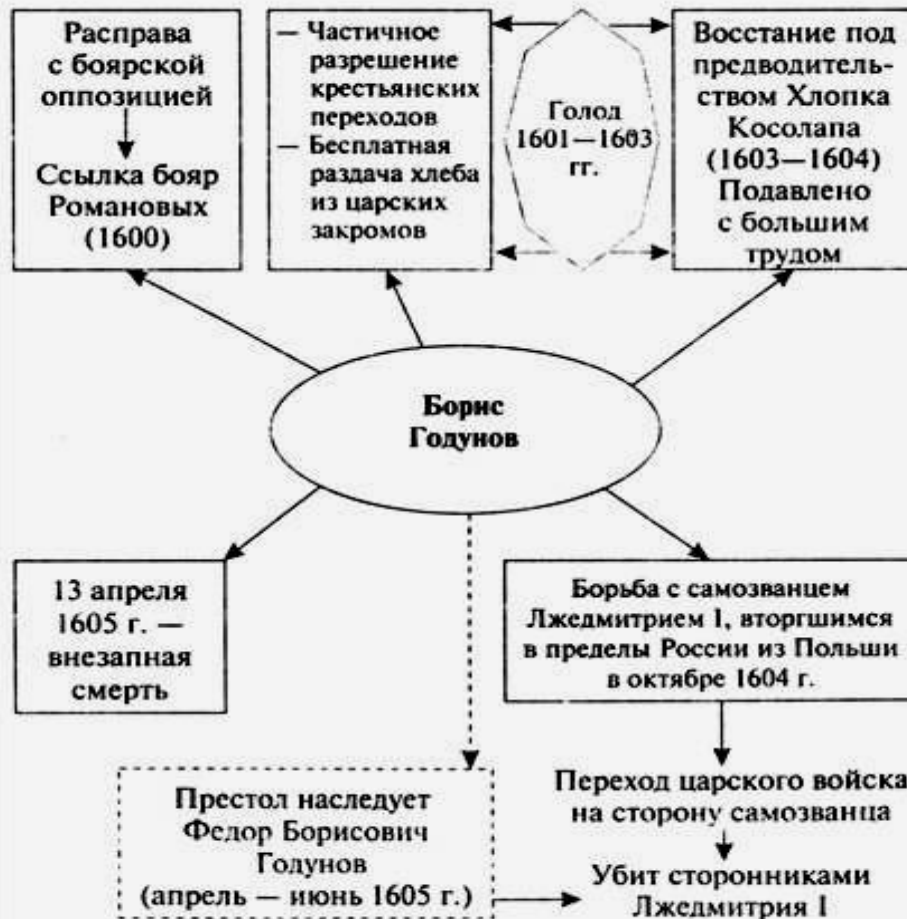 Расправа
с боярской
оппозицией
Ссылка бояр
Романовых
(1600)
— Частичное
разрешение
крестьянских
переходов
— Бесплатная
раздача хлеба
из царских
закромов
Голод
1601—1603
гг.
Восстание под
предводитель-
ством Хлопка
Косолапа
(1603—1604)
Подавлено
с большим
трудом
Борис
Годунов
13 апреля
1605 г. —
внезапная
смерть
Борьба с самозванцем
Лжедмитрием I, вторгшимся
в пределы России из Польши
в октябре 1604 г.
Престол наследует
Федор Борисович
Годунов
(апрель — июнь 1605 г.)
Переход царского войска
на сторону самозванца
Убит сторонниками
Лжедмитрия I